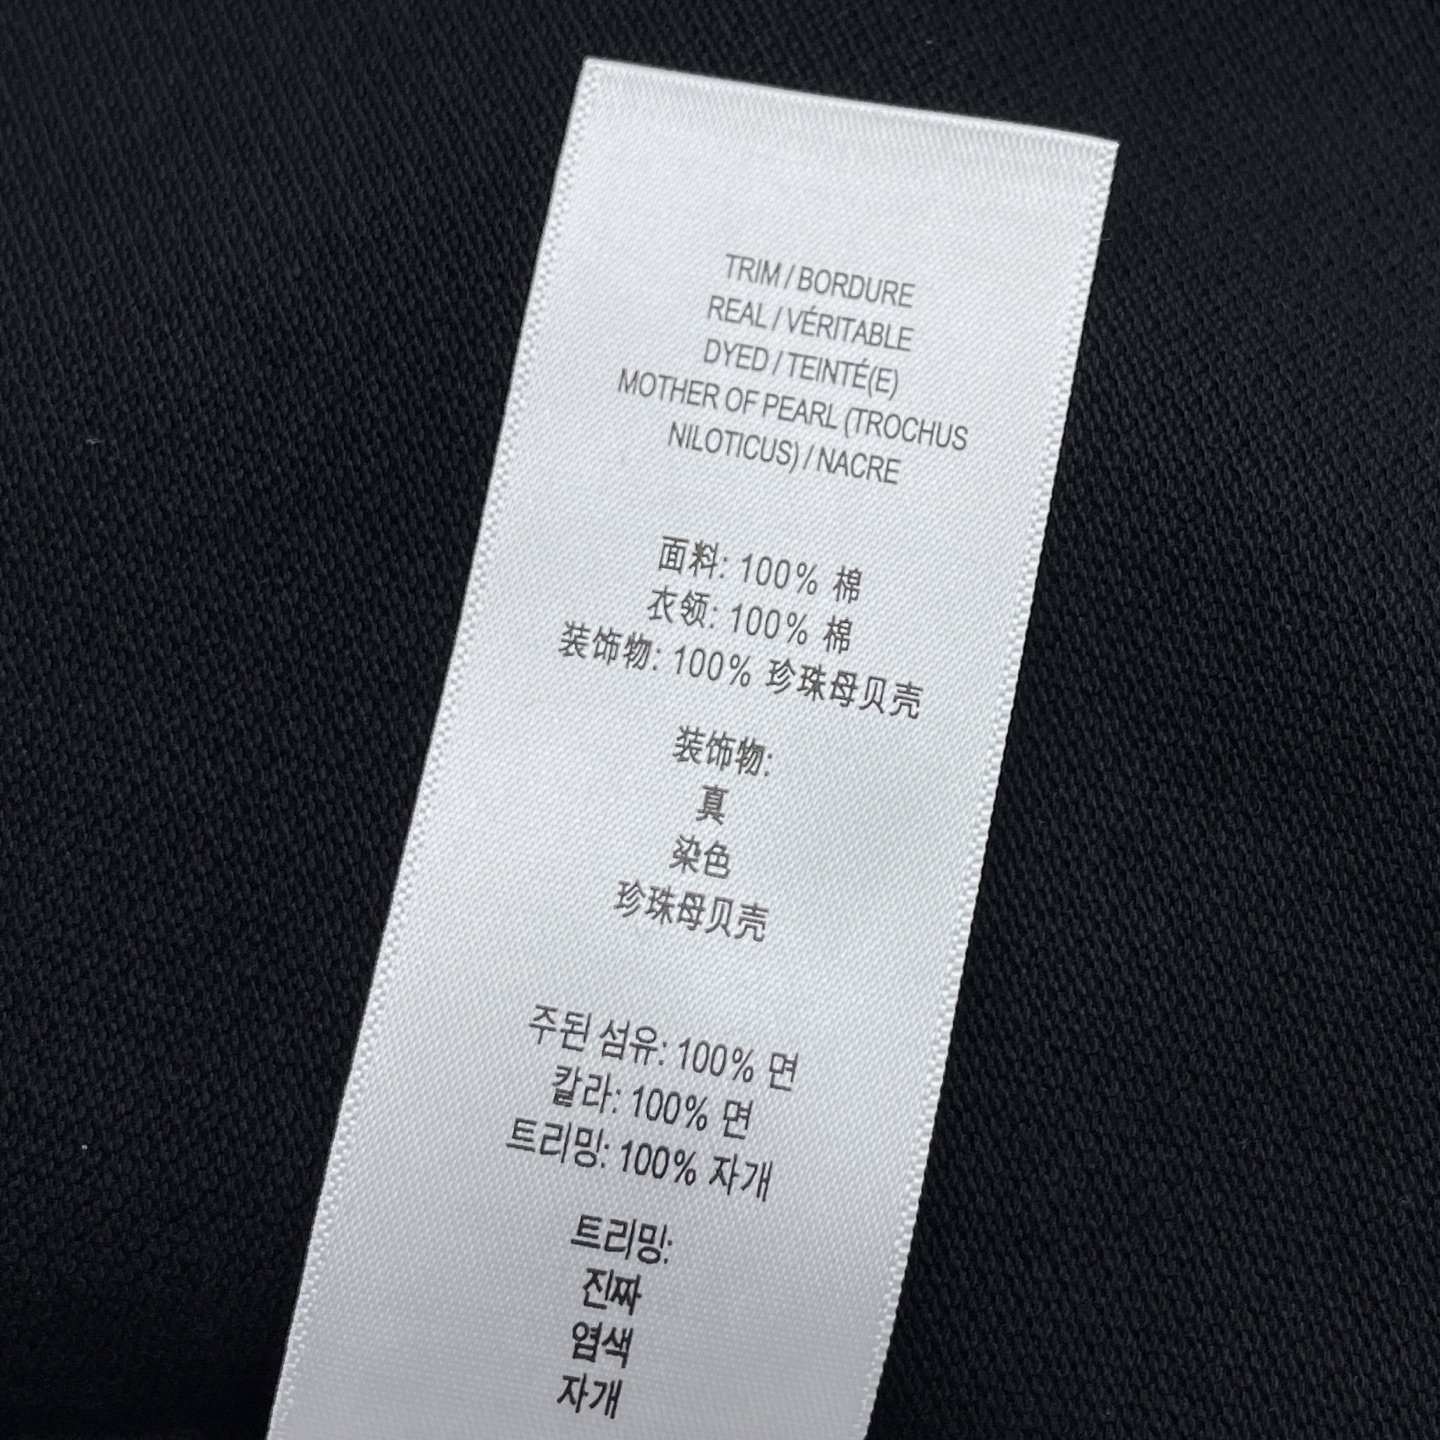 TRIM / BORDURE
REAL / VÉRITABLE
DYED / TEINTÉ(E)
MOTHER OF PEARL (TROCHUS
NILOTICUS) / NACRE
面料: 100% 棉
衣领: 100% 棉
装饰物: 100% 珍珠母贝壳
装饰物:
真
染色
珍珠母贝壳
주된 섬유: 100% 면
칼라: 100% 면
트리밍: 100% 자개
트리밍:
진짜
염색
자개